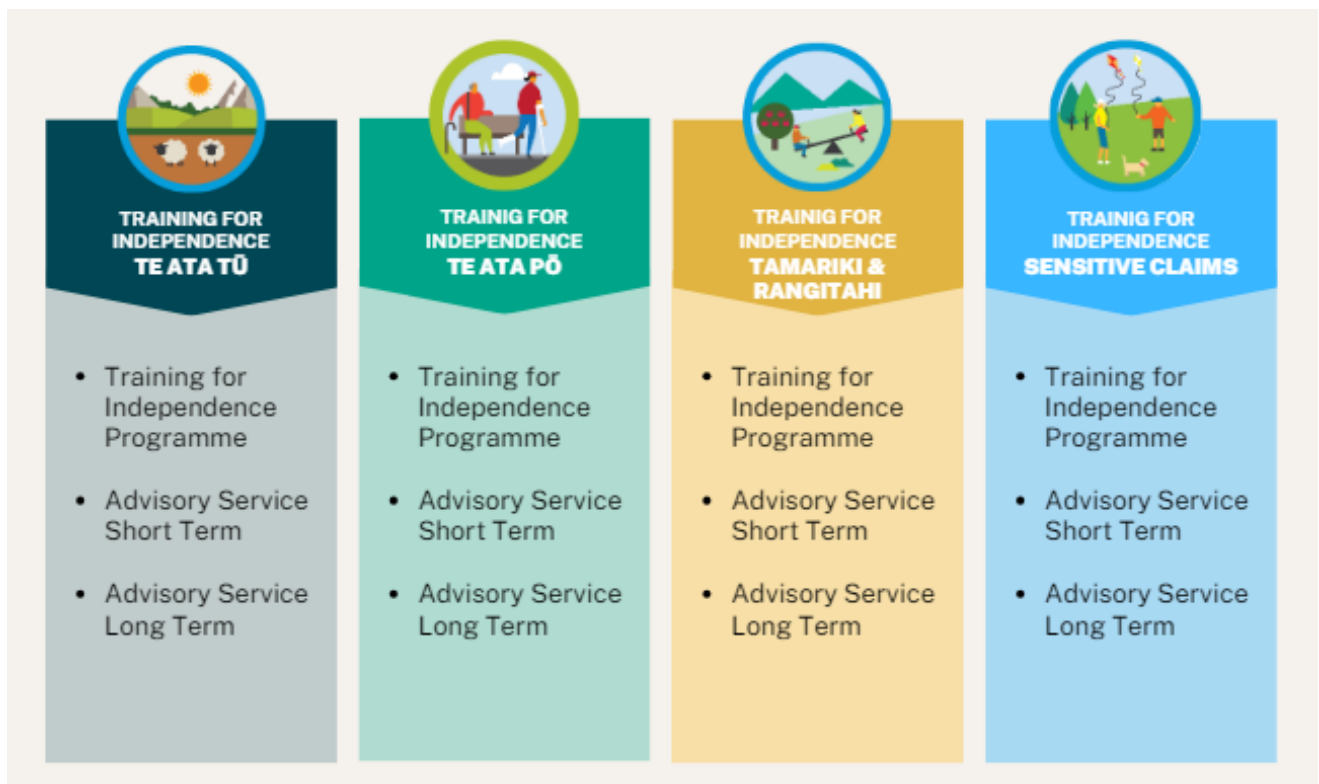 TRAINING FOR
INDEPENDENCE
TE ATA TŪ
• Training for
Independence
Programme
• Advisory Service
Short Term
• Advisory Service
Long Term
TRAINIG FOR
INDEPENDENCE
TE ATA PŌ
• Training for
Independence
Programme
• Advisory Service
Short Term
• Advisory Service
Long Term
TRAINIG FOR
INDEPENDENCE
TAMARIKI &
RANGITAHI
• Training for
Independence
Programme
• Advisory Service
Short Term
• Advisory Service
Long Term
TRAINIG FOR
INDEPENDENCE
SENSITIVE CLAIMS
• Training for
Independence
Programme
• Advisory Service
Short Term
• Advisory Service
Long Term